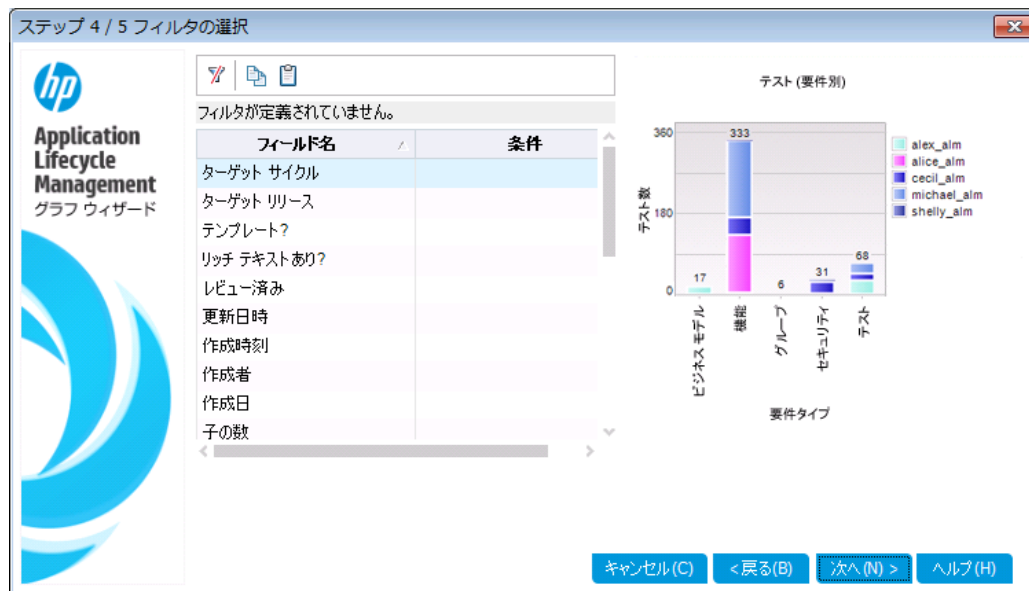 ステップ 4 / 5 フィルタの選択
hp
Application
Lifecycle
Management
グラフ ウィザード
フィルタが定義されていません。
フィールド名 条件
ターゲット サイクル
ターゲット リリース
テンプレート?
リッチ テキストあり?
レビュー済み
更新日時
作成時刻
作成者
作成日
子の数
テスト (要件別)
360
180
0
テスト数
333
17
6
31
68
ビジネス モデル
機能
グループ
セキュリティ
テスト
要件タイプ
alex_alm
alice_alm
cecil_alm
michael_alm
shelly_alm
キャンセル(C) <戻る(B) 次へ(N) > ヘルプ(H)